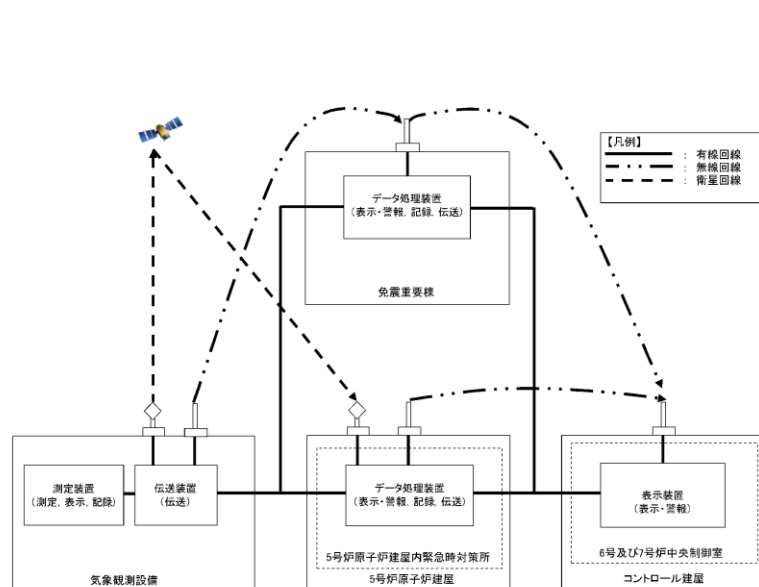 【凡例】
： 有線回線
： 無線回線
： 衛星回線
データ処理装置
(表示・警報, 記録, 伝送)
免震重要棟
測定装置
(測定, 表示, 記録)
伝送装置
(伝送)
気象観測設備
データ処理装置
(表示・警報, 記録, 伝送)
5号炉原子炉建屋内緊急時対策所
5号炉原子炉建屋
表示装置
(表示・警報)
6号及び7号炉中央制御室
コントロール建屋